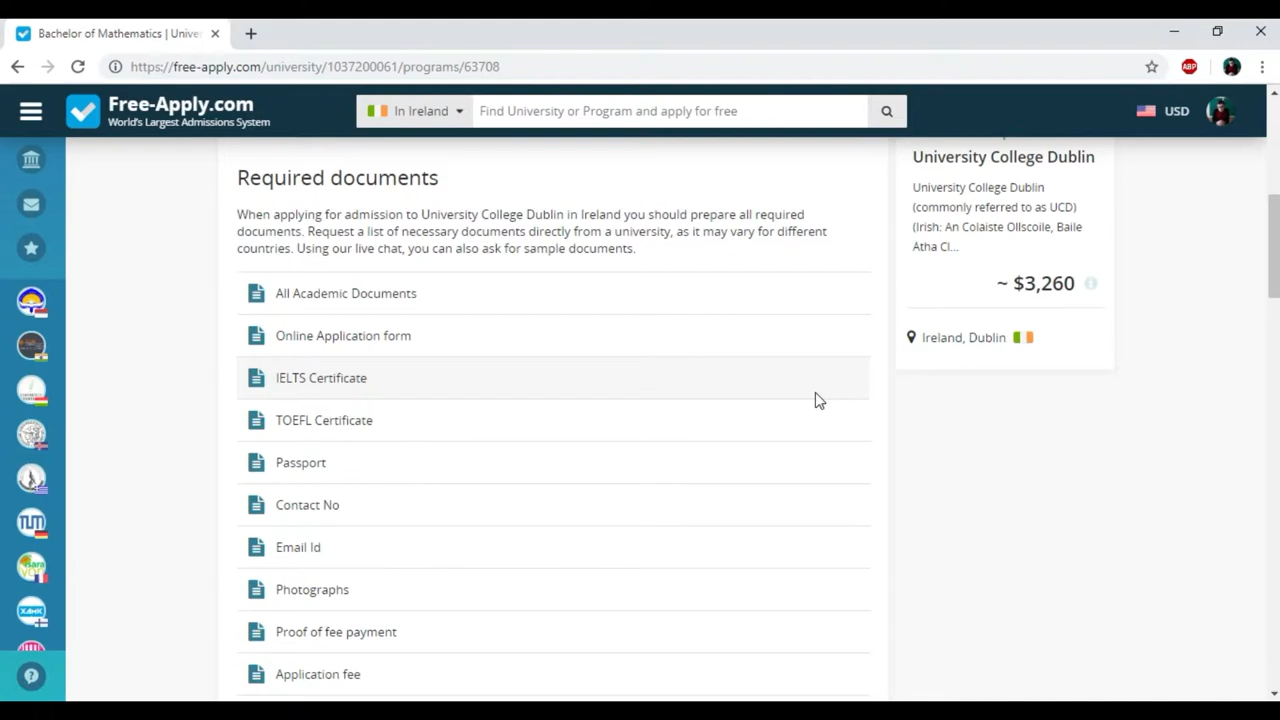 Bachelor of Mathematics | Unive
https://free-apply.com/university/1037200061/programs/63708
ABP
Free-Apply.com
World's Largest Admissions System
In Ireland
Find University or Program and apply for free
USD
Required documents
When applying for admission to University College Dublin in Ireland you should prepare all required
documents. Request a list of necessary documents directly from a university, as it may vary for different
countries. Using our live chat, you can also ask for sample documents.
All Academic Documents
Online Application form
IELTS Certificate
TOEFL Certificate
Passport
Contact No
Email Id
Photographs
Proof of fee payment
Application fee
University College Dublin
University College Dublin
(commonly referred to as UCD)
(Irish: An Colaiste Ollscoile, Baile
Atha Cl...
~ $3,260
Ireland, Dublin
TUM
XAMK